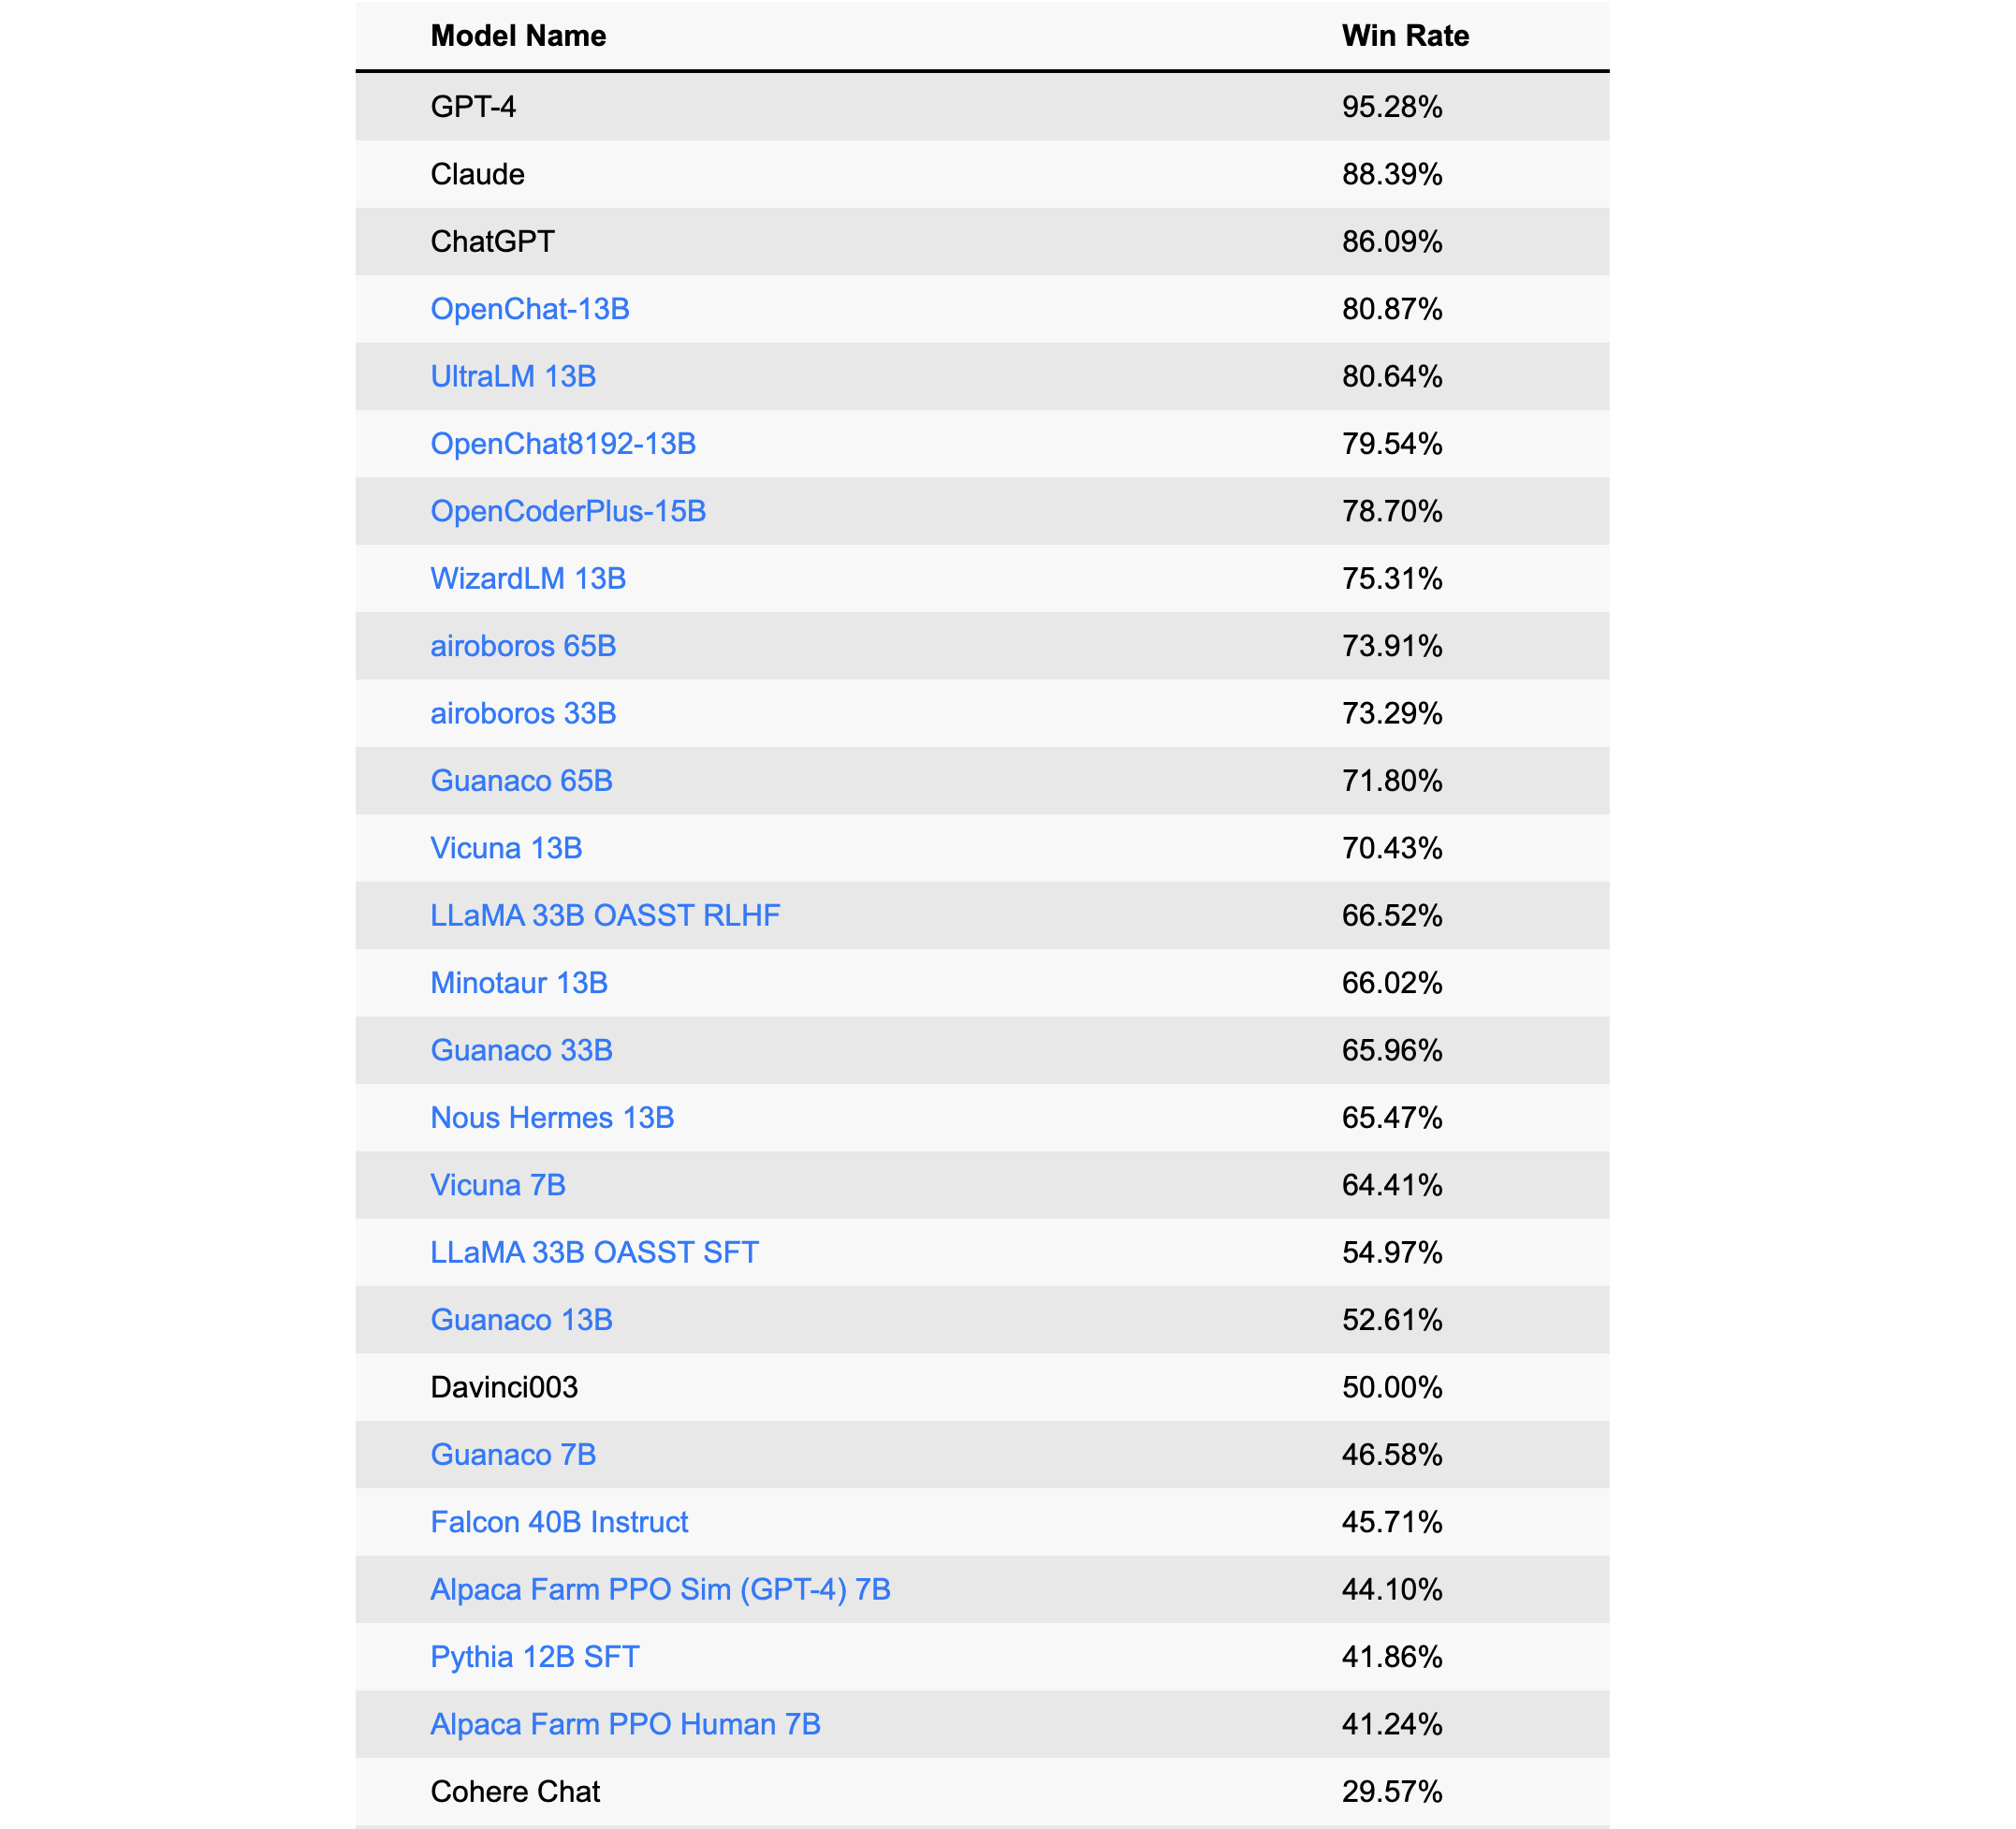 Model Name Win Rate
GPT-4 95.28%
Claude 88.39%
ChatGPT 86.09%
OpenChat-13B 80.87%
UltraLM 13B 80.64%
OpenChat8192-13B 79.54%
OpenCoderPlus-15B 78.70%
WizardLM 13B 75.31%
airoboros 65B 73.91%
airoboros 33B 73.29%
Guanaco 65B 71.80%
Vicuna 13B 70.43%
LLaMA 33B OASST RLHF 66.52%
Minotaur 13B 66.02%
Guanaco 33B 65.96%
Nous Hermes 13B 65.47%
Vicuna 7B 64.41%
LLaMA 33B OASST SFT 54.97%
Guanaco 13B 52.61%
Davinci003 50.00%
Guanaco 7B 46.58%
Falcon 40B Instruct 45.71%
Alpaca Farm PPO Sim (GPT-4) 7B 44.10%
Pythia 12B SFT 41.86%
Alpaca Farm PPO Human 7B 41.24%
Cohere Chat 29.57%